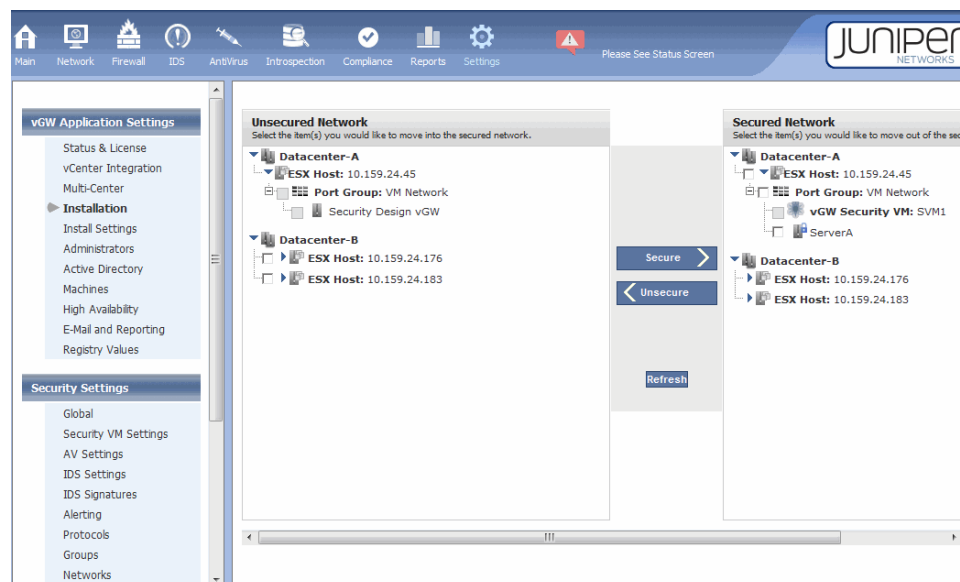 Main Network Firewall IDS AntiVirus Introspection Compliance Reports Settings Please See Status Screen
JUNIPER
NETWORKS
vGW Application Settings
Status & License
vCenter Integration
Multi-Center
Installation
Install Settings
Administrators
Active Directory
Machines
High Availability
E-Mail and Reporting
Registry Values
Security Settings
Global
Security VM Settings
AV Settings
IDS Settings
IDS Signatures
Alerting
Protocols
Groups
Networks
Unsecured Network
Select the item(s) you would like to move into the secured network.
Datacenter-A
ESX Host: 10.159.24.45
Port Group: VM Network
Security Design vGW
Datacenter-B
ESX Host: 10.159.24.176
ESX Host: 10.159.24.183
Secure
Unsecure
Refresh
Secured Network
Select the item(s) you would like to move out of the sec
Datacenter-A
ESX Host: 10.159.24.45
Port Group: VM Network
vGW Security VM: SVM1
ServerA
Datacenter-B
ESX Host: 10.159.24.176
ESX Host: 10.159.24.183